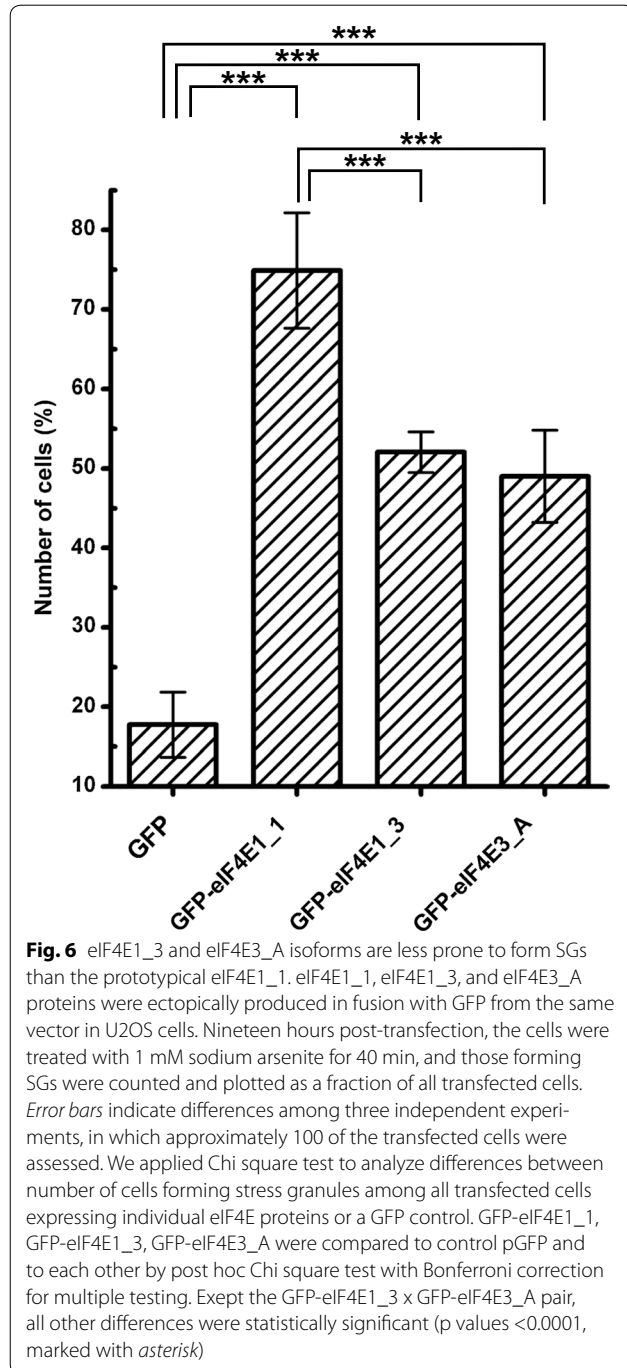 ***
***
***
***
***
80
70
60
50
40
30
20
10
Number of cells (%)
GFP
GFP-eIF4E1_1
GFP-eIF4E1_3
GFP-eIF4E3_A
Fig. 6 eIF4E1_3 and eIF4E3_A isoforms are less prone to form SGs
than the prototypical eIF4E1_1. eIF4E1_1, eIF4E1_3, and eIF4E3_A
proteins were ectopically produced in fusion with GFP from the same
vector in U2OS cells. Nineteen hours post-transfection, the cells were
treated with 1 mM sodium arsenite for 40 min, and those forming
SGs were counted and plotted as a fraction of all transfected cells.
Error bars indicate differences among three independent experi-
ments, in which approximately 100 of the transfected cells were
assessed. We applied Chi square test to analyze differences between
number of cells forming stress granules among all transfected cells
expressing individual eIF4E proteins or a GFP control. GFP-eIF4E1_1,
GFP-eIF4E1_3, GFP-eIF4E3_A were compared to control pGFP and
to each other by post hoc Chi square test with Bonferroni correction
for multiple testing. Exept the GFP-eIF4E1_3 x GFP-eIF4E3_A pair,
all other differences were statistically significant (p values <0.0001,
marked with asterisk)